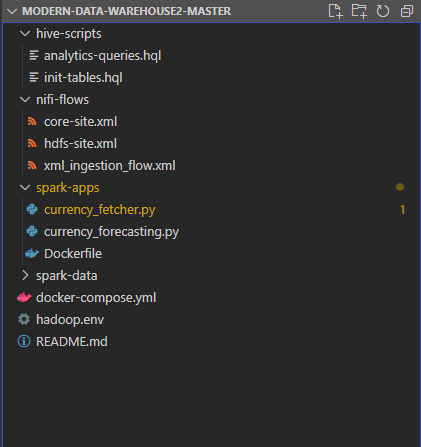 MODERN-DATA-WAREHOUSE2-MASTER
hive-scripts
analytics-queries.hql
init-tables.hql
nifi-flows
core-site.xml
hdfs-site.xml
xml_ingestion_flow.xml
spark-apps
currency_fetcher.py 1
currency_forecasting.py
Dockerfile
spark-data
docker-compose.yml
hadoop.env
README.md